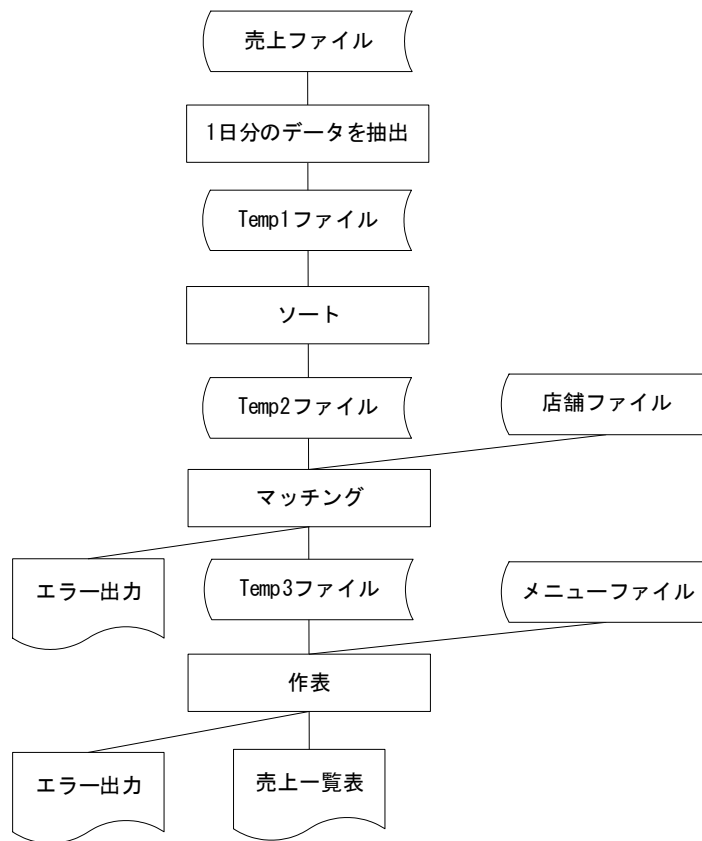 売上ファイル
1日分のデータを抽出
Temp1ファイル
ソート
Temp2ファイル
店舗ファイル
マッチング
エラー出力
Temp3ファイル
メニューファイル
作表
エラー出力
売上一覧表